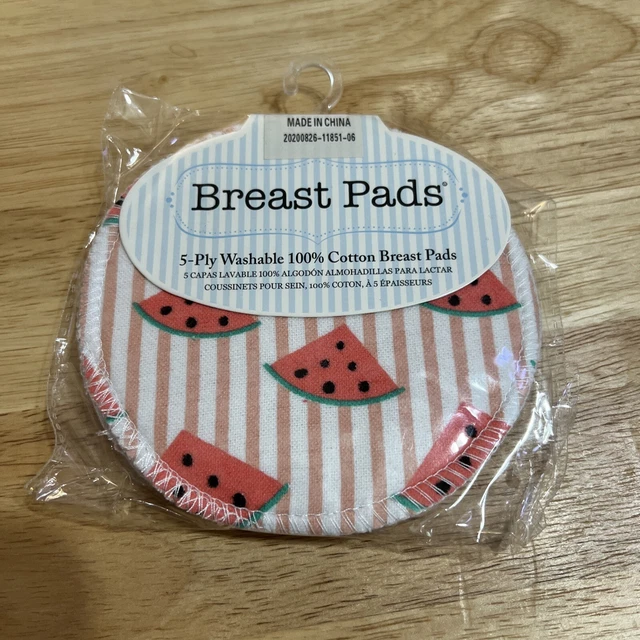 MADE IN CHINA
20200826-11851-06
Breast Pads
5-Ply Washable 100% Cotton Breast Pads
5 CAPAS LAVABLE 100% ALGODÓN ALMOHADILLAS PARA LACTAR
COUSSINETS POUR SEIN, 100% COTON, À 5 ÉPAISSEURS